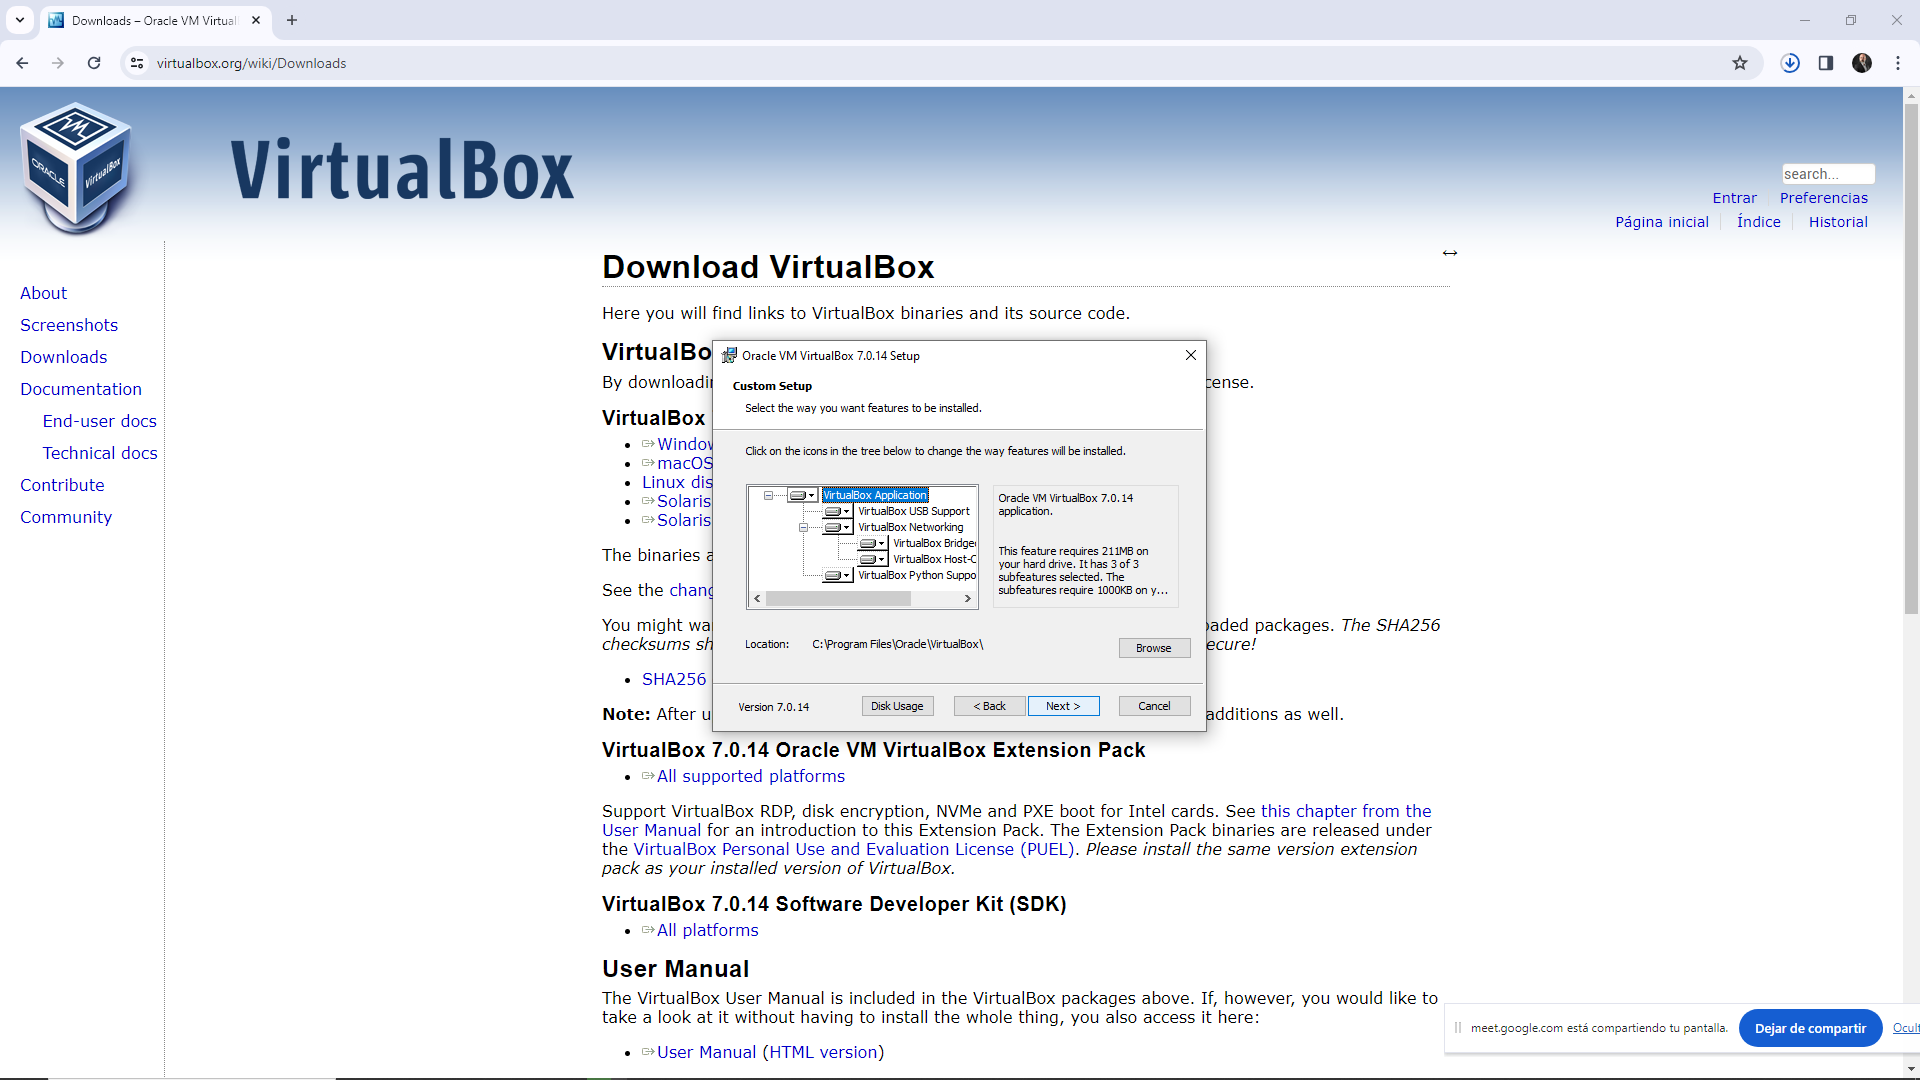 Downloads – Oracle VM Virtual
virtualbox.org/wiki/Downloads
ORACLE
VirtualBox
VirtualBox
search...
Entrar
Preferencias
Página inicial
Índice
Historial
About
Screenshots
Downloads
Documentation
End-user docs
Technical docs
Contribute
Community
Download VirtualBox
Here you will find links to VirtualBox binaries and its source code.
VirtualBo
By downloadi cense.
VirtualBox
Window
macOS
Linux dis
Solaris
Solaris
The binaries a
See the chang
You might wa oaded packages. The SHA256
checksums sh ecure!
SHA256
Note: After u additions as well.
Oracle VM VirtualBox 7.0.14 Setup
Custom Setup
Select the way you want features to be installed.
Click on the icons in the tree below to change the way features will be installed.
VirtualBox Application
VirtualBox USB Support
VirtualBox Networking
VirtualBox Bridge
VirtualBox Host-O
VirtualBox Python Suppo
Oracle VM VirtualBox 7.0.14
application.
This feature requires 211MB on
your hard drive. It has 3 of 3
subfeatures selected. The
subfeatures require 1000KB on y...
Location: C:\Program Files\Oracle\VirtualBox\
Browse
Version 7.0.14
Disk Usage
< Back
Next >
Cancel
VirtualBox 7.0.14 Oracle VM VirtualBox Extension Pack
All supported platforms
Support VirtualBox RDP, disk encryption, NVMe and PXE boot for Intel cards. See this chapter from the
User Manual for an introduction to this Extension Pack. The Extension Pack binaries are released under
the VirtualBox Personal Use and Evaluation License (PUEL). Please install the same version extension
pack as your installed version of VirtualBox.
VirtualBox 7.0.14 Software Developer Kit (SDK)
All platforms
User Manual
The VirtualBox User Manual is included in the VirtualBox packages above. If, however, you would like to
take a look at it without having to install the whole thing, you also access it here:
User Manual (HTML version)
meet.google.com está compartiendo tu pantalla.
Dejar de compartir
Ocult